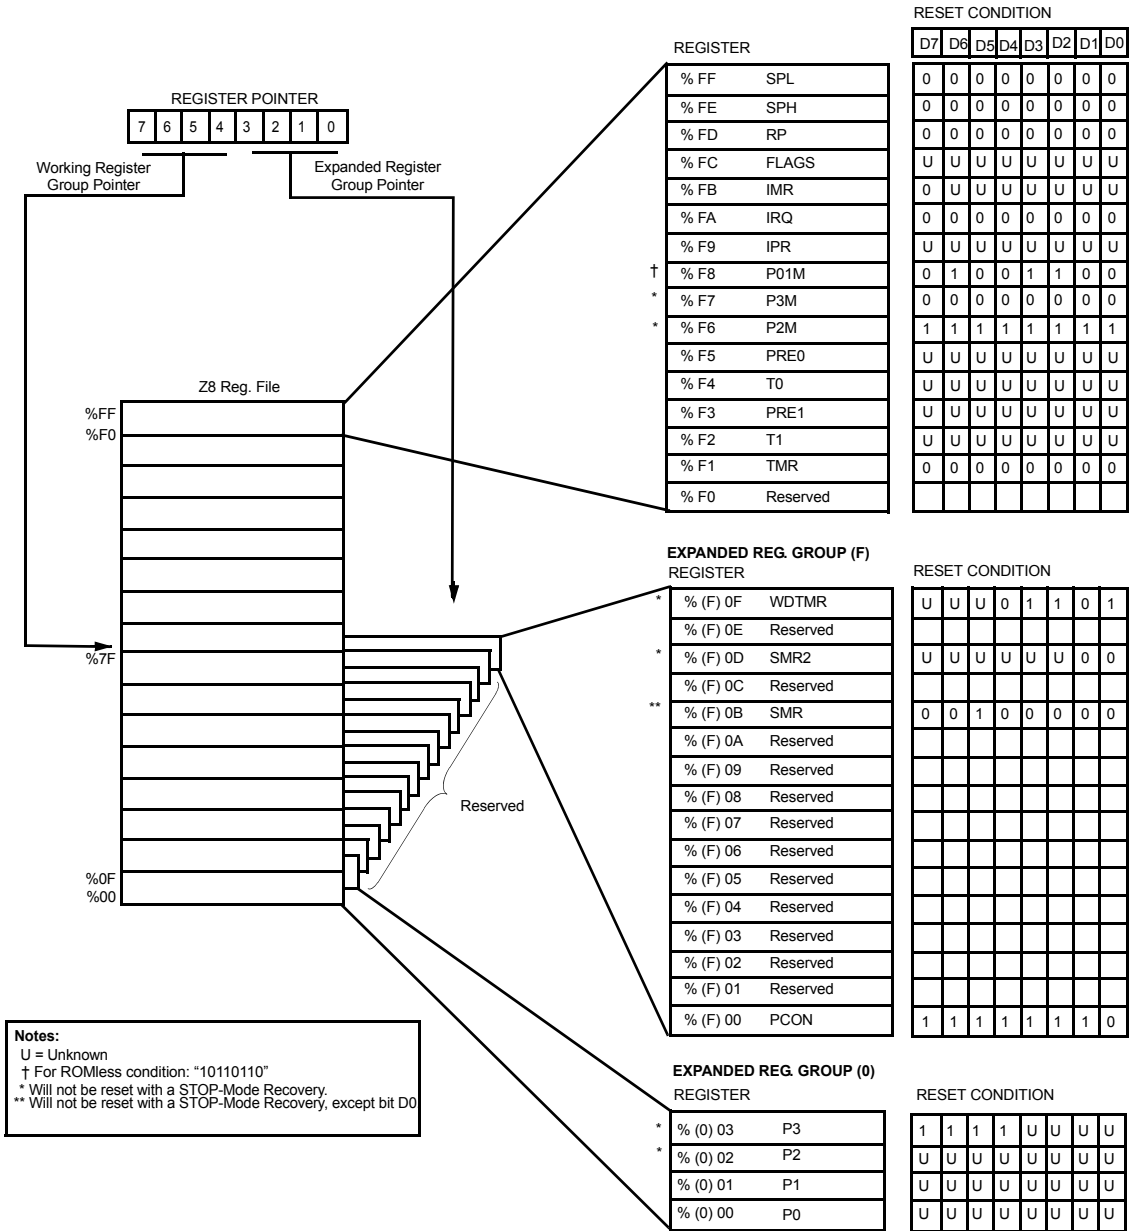 REGISTER POINTER
7 6 5 4 3 2 1 0
Working Register
Group Pointer
Expanded Register
Group Pointer
Z8 Reg. File
%FF
%F0
%7F
%0F
%00
Reserved
RESET CONDITION
REGISTER D7 D6 D5 D4 D3 D2 D1 D0
% FF SPL 0 0 0 0 0 0 0 0
% FE SPH 0 0 0 0 0 0 0 0
% FD RP 0 0 0 0 0 0 0 0
% FC FLAGS U U U U U U U U
% FB IMR 0 U U U U U U U
% FA IRQ 0 0 0 0 0 0 0 0
% F9 IPR U U U U U U U U
† % F8 P01M 0 1 0 0 1 1 0 0
* % F7 P3M 0 0 0 0 0 0 0 0
* % F6 P2M 1 1 1 1 1 1 1 1
% F5 PRE0 U U U U U U U U
% F4 T0 U U U U U U U U
% F3 PRE1 U U U U U U U U
% F2 T1 U U U U U U U U
% F1 TMR 0 0 0 0 0 0 0 0
% F0 Reserved
EXPANDED REG. GROUP (F)
REGISTER RESET CONDITION
* % (F) 0F WDTMR U U U 0 1 1 0 1
% (F) 0E Reserved
* % (F) 0D SMR2 U U U U U U 0 0
% (F) 0C Reserved
** % (F) 0B SMR 0 0 1 0 0 0 0 0
% (F) 0A Reserved
% (F) 09 Reserved
% (F) 08 Reserved
% (F) 07 Reserved
% (F) 06 Reserved
% (F) 05 Reserved
% (F) 04 Reserved
% (F) 03 Reserved
% (F) 02 Reserved
% (F) 01 Reserved
% (F) 00 PCON 1 1 1 1 1 1 1 0
EXPANDED REG. GROUP (0)
REGISTER RESET CONDITION
* % (0) 03 P3 1 1 1 1 U U U U
* % (0) 02 P2 U U U U U U U U
% (0) 01 P1 U U U U U U U U
% (0) 00 P0 U U U U U U U U
Notes:
U = Unknown
† For ROMless condition: “10110110”
* Will not be reset with a STOP-Mode Recovery.
** Will not be reset with a STOP-Mode Recovery, except bit D0